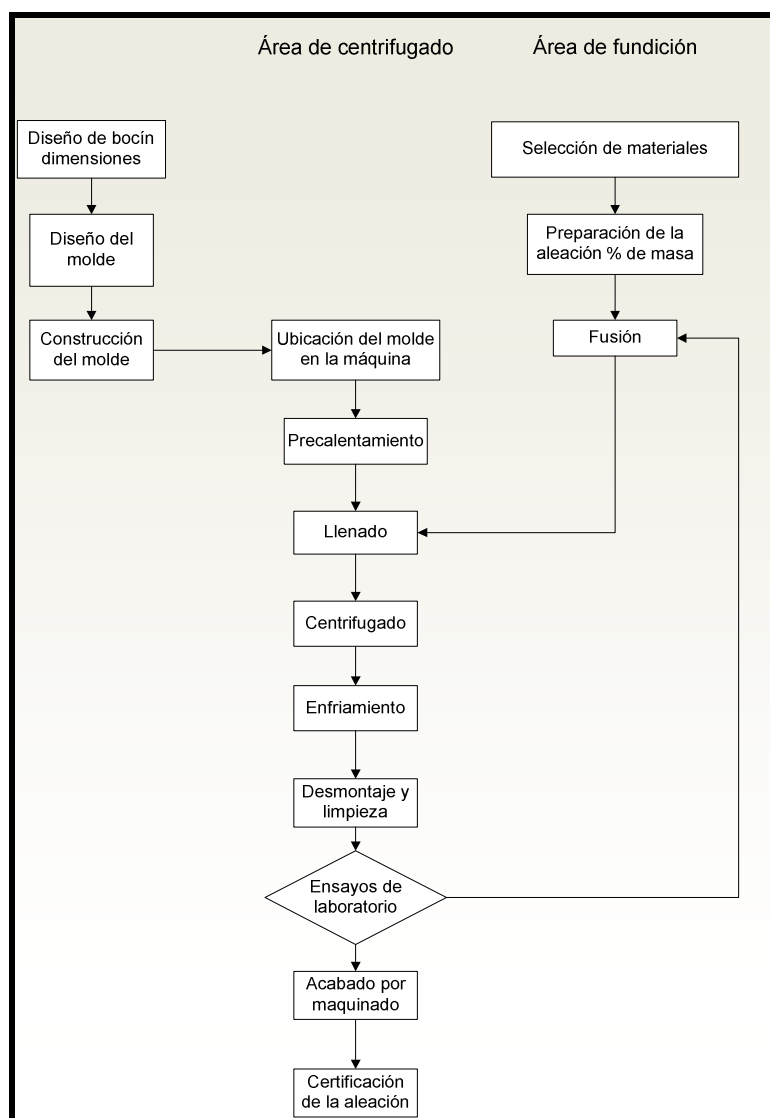 Área de centrifugado
Área de fundición
Diseño de bocín
dimensiones
Diseño del
molde
Construcción
del molde
Selección de materiales
Preparación de la
aleación % de masa
Fusión
Ubicación del molde
en la máquina
Precalentamiento
Llenado
Centrifugado
Enfriamiento
Desmontaje y
limpieza
Ensayos de
laboratorio
Acabado por
maquinado
Certificación
de la aleación